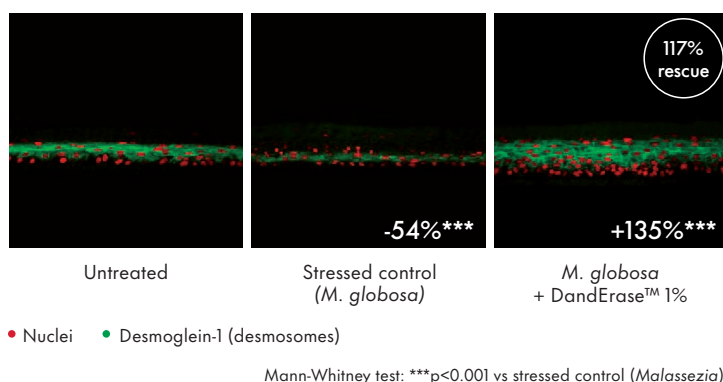 117%
rescue
-54%***
+135%***
Untreated
Stressed control
(M. globosa)
M. globosa
+ DandErase™ 1%
Nuclei
Desmoglein-1 (desmosomes)
Mann-Whitney test: ***p<0.001 vs stressed control (Malassezia)